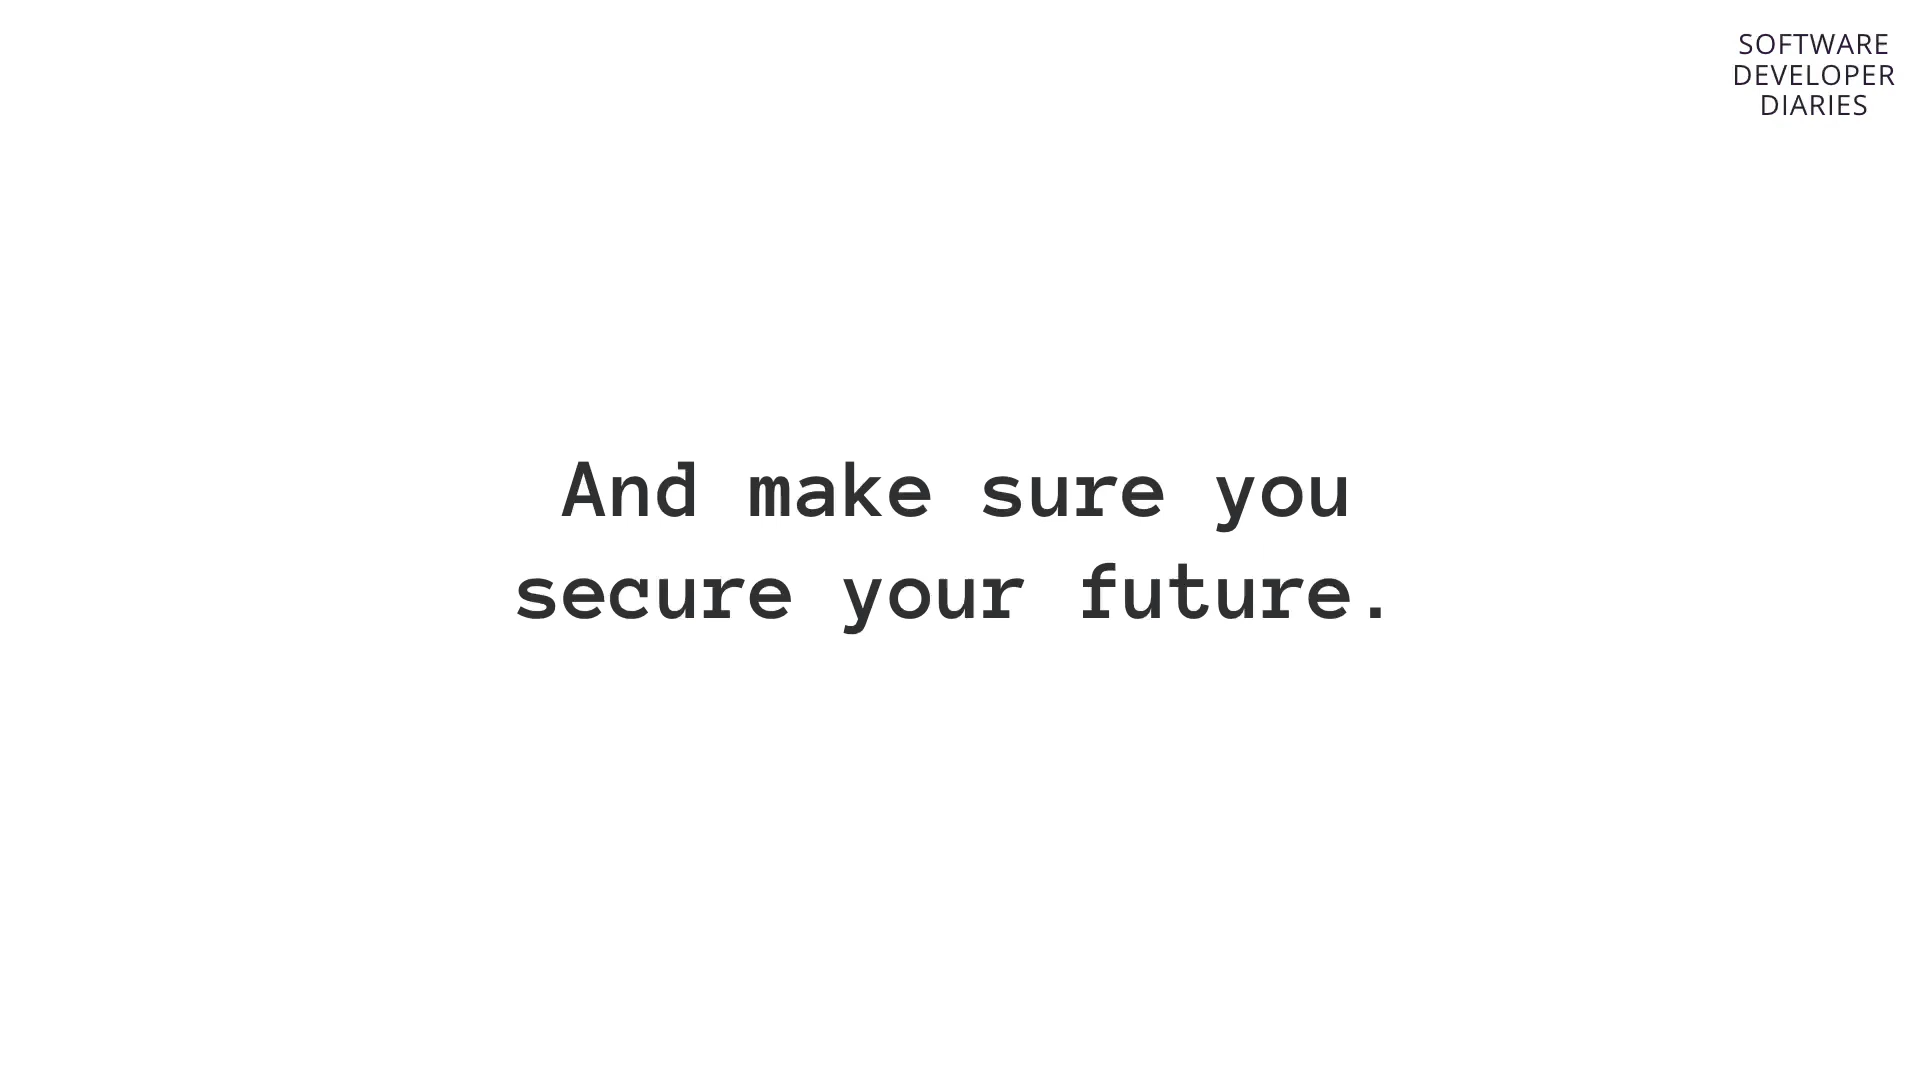 SOFTWARE
DEVELOPER
DIARIES
And make sure you
secure your future.